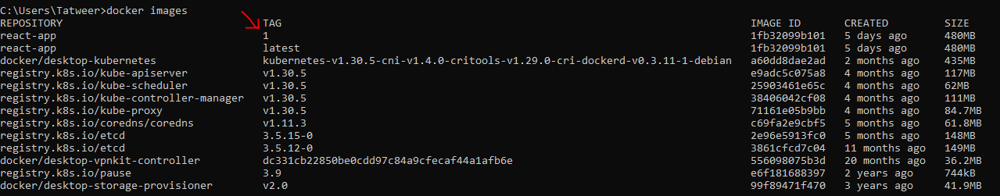 C:\Users\Tatweer>docker images
REPOSITORY TAG IMAGE ID CREATED SIZE
react-app 1 1fb32099b101 5 days ago 480MB
react-app latest 1fb32099b101 5 days ago 480MB
docker/desktop-kubernetes kubernetes-v1.30.5-cni-v1.4.0-critools-v1.29.0-cri-dockerd-v0.3.11-1-debian a60dd8dae2ad 2 months ago 435MB
registry.k8s.io/kube-apiserver v1.30.5 e9adc5c075a8 4 months ago 117MB
registry.k8s.io/kube-scheduler v1.30.5 25903461e65c 4 months ago 62MB
registry.k8s.io/kube-controller-manager v1.30.5 38406042cf08 4 months ago 111MB
registry.k8s.io/kube-proxy v1.30.5 71161e05b9bb 4 months ago 84.7MB
registry.k8s.io/coredns/coredns v1.11.3 c69fa2e9cbf5 5 months ago 61.8MB
registry.k8s.io/etcd 3.5.15-0 2e96e5913fc0 5 months ago 148MB
registry.k8s.io/etcd 3.5.12-0 3861cfcd7c04 11 months ago 149MB
docker/desktop-vpnkit-controller dc331cb22850be0cdd97c84a9cfecaf44a1afb6e 556098075b3d 20 months ago 36.2MB
registry.k8s.io/pause 3.9 e6f181688397 2 years ago 744kB
docker/desktop-storage-provisioner v2.0 99f89471f470 3 years ago 41.9MB